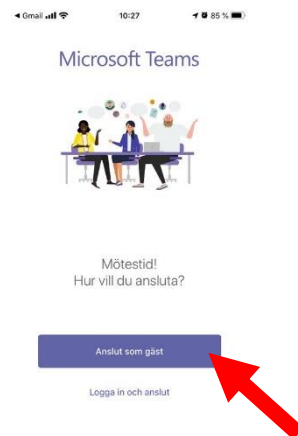 Gmail 10:27 85 %
Microsoft Teams
Mötestid!
Hur vill du ansluta?
Anslut som gäst
Logga in och anslut